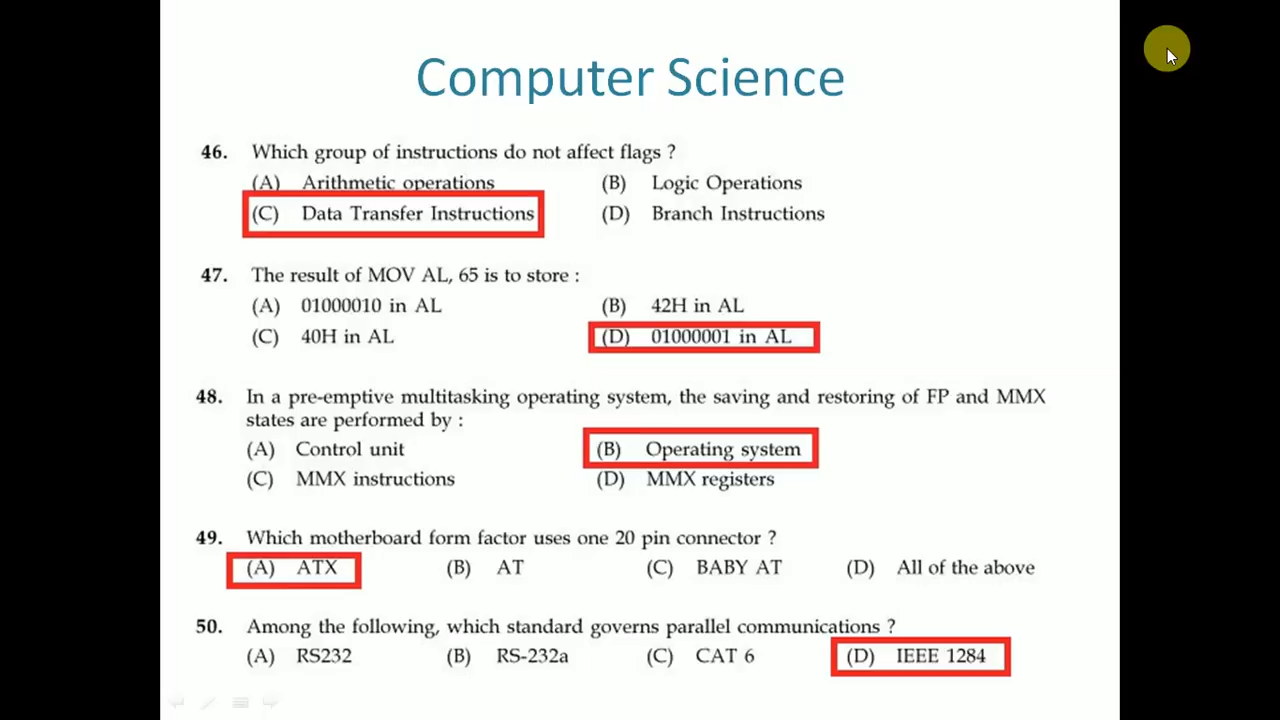 Computer Science
46. Which group of instructions do not affect flags ?
(A) Arithmetic operations (B) Logic Operations
(C) Data Transfer Instructions (D) Branch Instructions
47. The result of MOV AL, 65 is to store :
(A) 01000010 in AL (B) 42H in AL
(C) 40H in AL (D) 01000001 in AL
48. In a pre-emptive multitasking operating system, the saving and restoring of FP and MMX
states are performed by :
(A) Control unit (B) Operating system
(C) MMX instructions (D) MMX registers
49. Which motherboard form factor uses one 20 pin connector ?
(A) ATX (B) AT (C) BABY AT (D) All of the above
50. Among the following, which standard governs parallel communications ?
(A) RS232 (B) RS-232a (C) CAT 6 (D) IEEE 1284